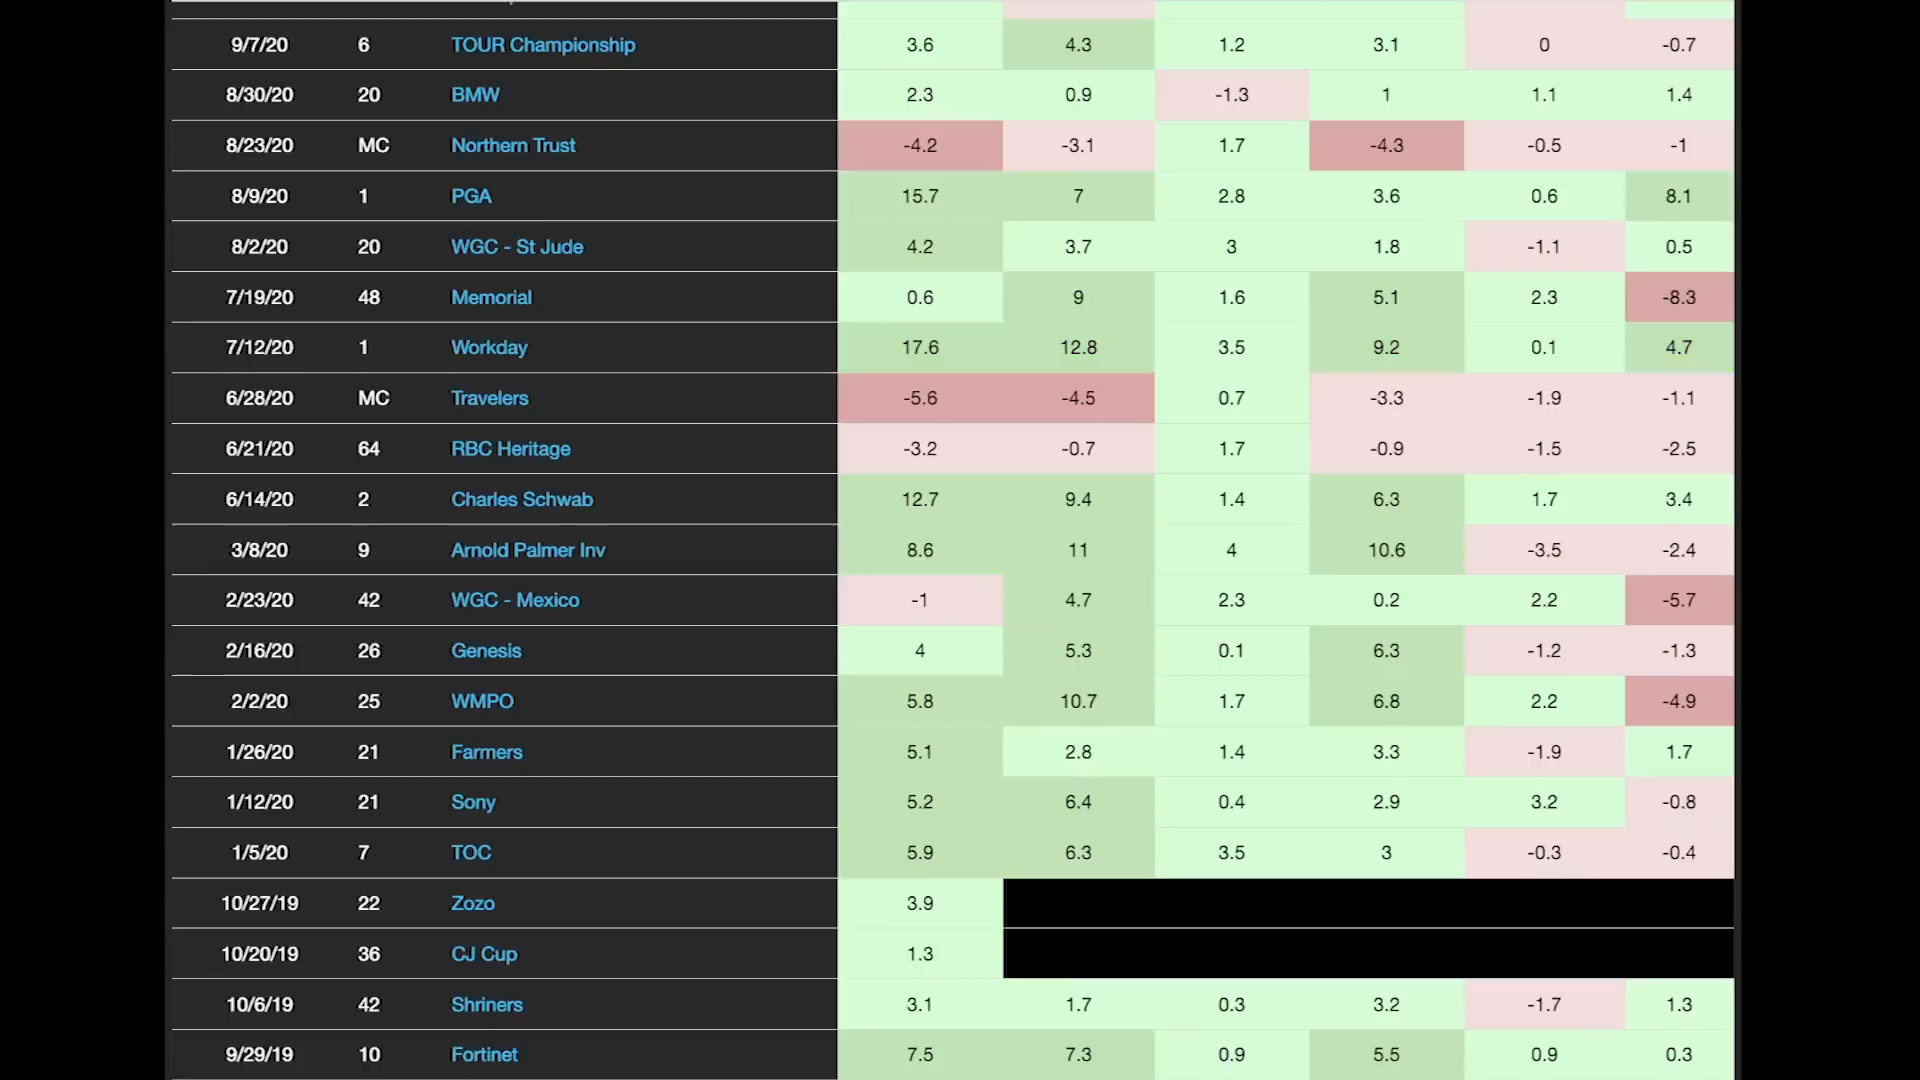 9/7/20 6 TOUR Championship 3.6 4.3 1.2 3.1 0 -0.7
8/30/20 20 BMW 2.3 0.9 -1.3 1 1.1 1.4
8/23/20 MC Northern Trust -4.2 -3.1 1.7 -4.3 -0.5 -1
8/9/20 1 PGA 15.7 7 2.8 3.6 0.6 8.1
8/2/20 20 WGC - St Jude 4.2 3.7 3 1.8 -1.1 0.5
7/19/20 48 Memorial 0.6 9 1.6 5.1 2.3 -8.3
7/12/20 1 Workday 17.6 12.8 3.5 9.2 0.1 4.7
6/28/20 MC Travelers -5.6 -4.5 0.7 -3.3 -1.9 -1.1
6/21/20 64 RBC Heritage -3.2 -0.7 1.7 -0.9 -1.5 -2.5
6/14/20 2 Charles Schwab 12.7 9.4 1.4 6.3 1.7 3.4
3/8/20 9 Arnold Palmer Inv 8.6 11 4 10.6 -3.5 -2.4
2/23/20 42 WGC - Mexico -1 4.7 2.3 0.2 2.2 -5.7
2/16/20 26 Genesis 4 5.3 0.1 6.3 -1.2 -1.3
2/2/20 25 WMPO 5.8 10.7 1.7 6.8 2.2 -4.9
1/26/20 21 Farmers 5.1 2.8 1.4 3.3 -1.9 1.7
1/12/20 21 Sony 5.2 6.4 0.4 2.9 3.2 -0.8
1/5/20 7 TOC 5.9 6.3 3.5 3 -0.3 -0.4
10/27/19 22 Zozo 3.9
10/20/19 36 CJ Cup 1.3
10/6/19 42 Shriners 3.1 1.7 0.3 3.2 -1.7 1.3
9/29/19 10 Fortinet 7.5 7.3 0.9 5.5 0.9 0.3